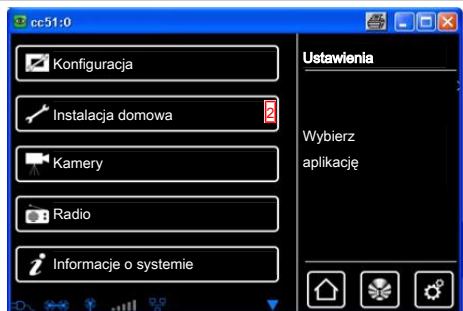 cc51:0
Konfiguracja
Instalacja domowa 2
Kamery
Radio
Informacje o systemie
Ustawienia
Wybierz
aplikację